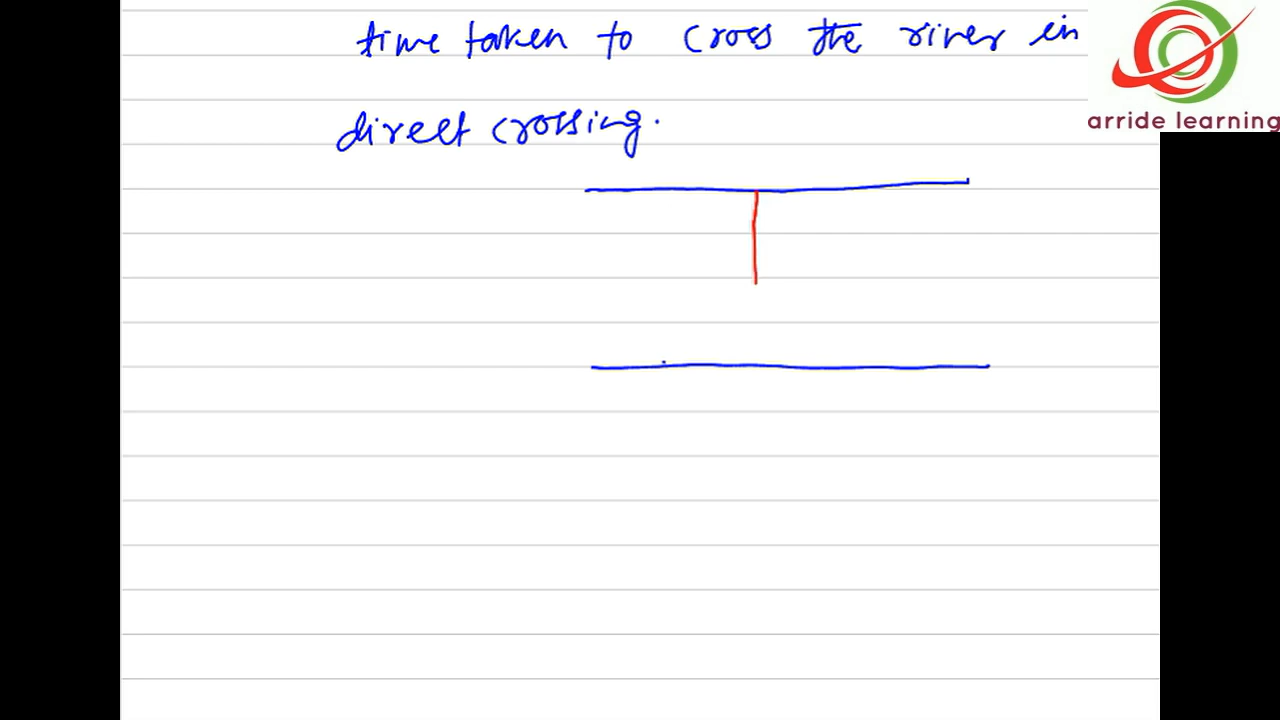 time taken to cross the river in
direct crossing.
arride learning